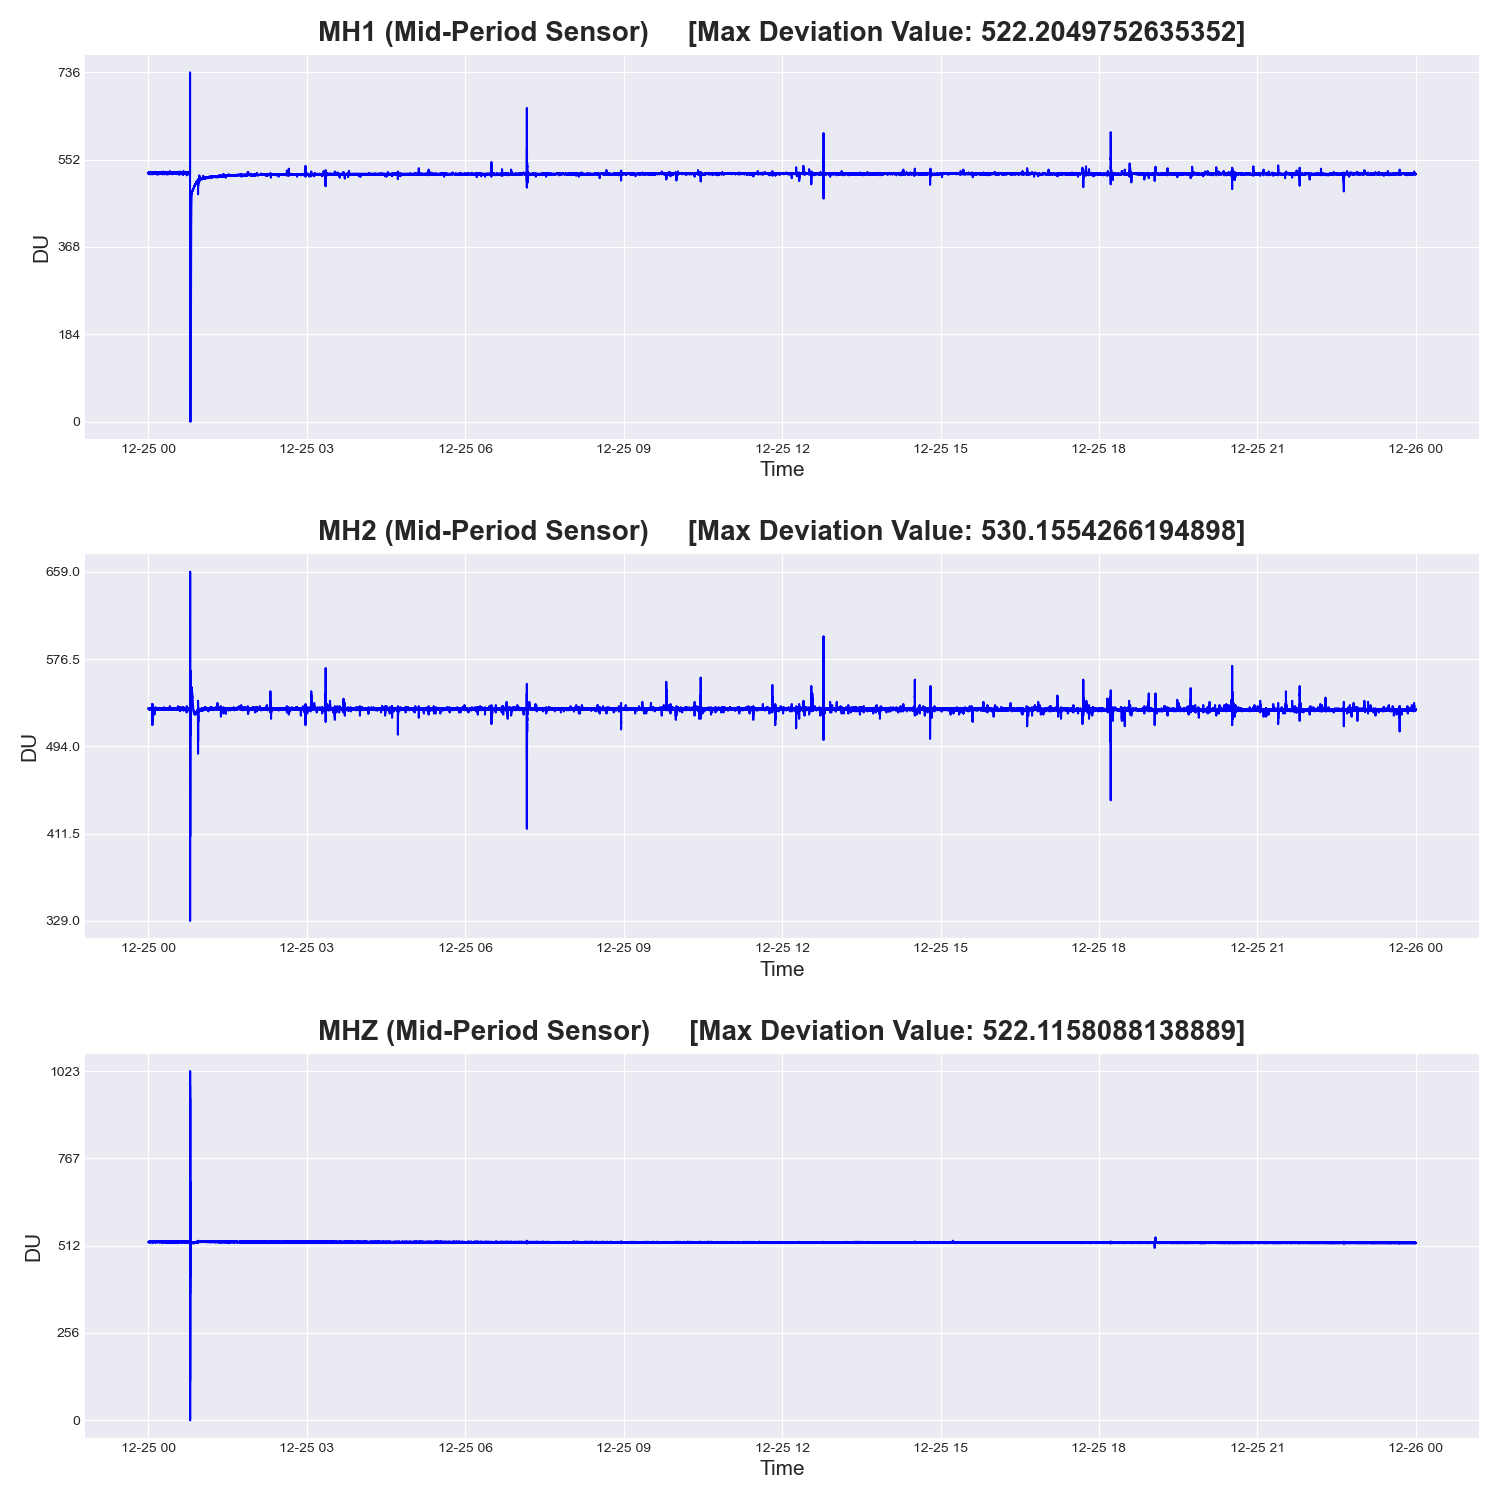 MH1 (Mid-Period Sensor) [Max Deviation Value: 522.2049752635352]
736
552
368
184
0
DU
12-25 00 12-25 03 12-25 06 12-25 09 12-25 12 12-25 15 12-25 18 12-25 21 12-26 00
Time
MH2 (Mid-Period Sensor) [Max Deviation Value: 530.1554266194898]
659.0
576.5
494.0
411.5
329.0
DU
12-25 00 12-25 03 12-25 06 12-25 09 12-25 12 12-25 15 12-25 18 12-25 21 12-26 00
Time
MHZ (Mid-Period Sensor) [Max Deviation Value: 522.1158088138889]
1023
767
512
256
0
DU
12-25 00 12-25 03 12-25 06 12-25 09 12-25 12 12-25 15 12-25 18 12-25 21 12-26 00
Time